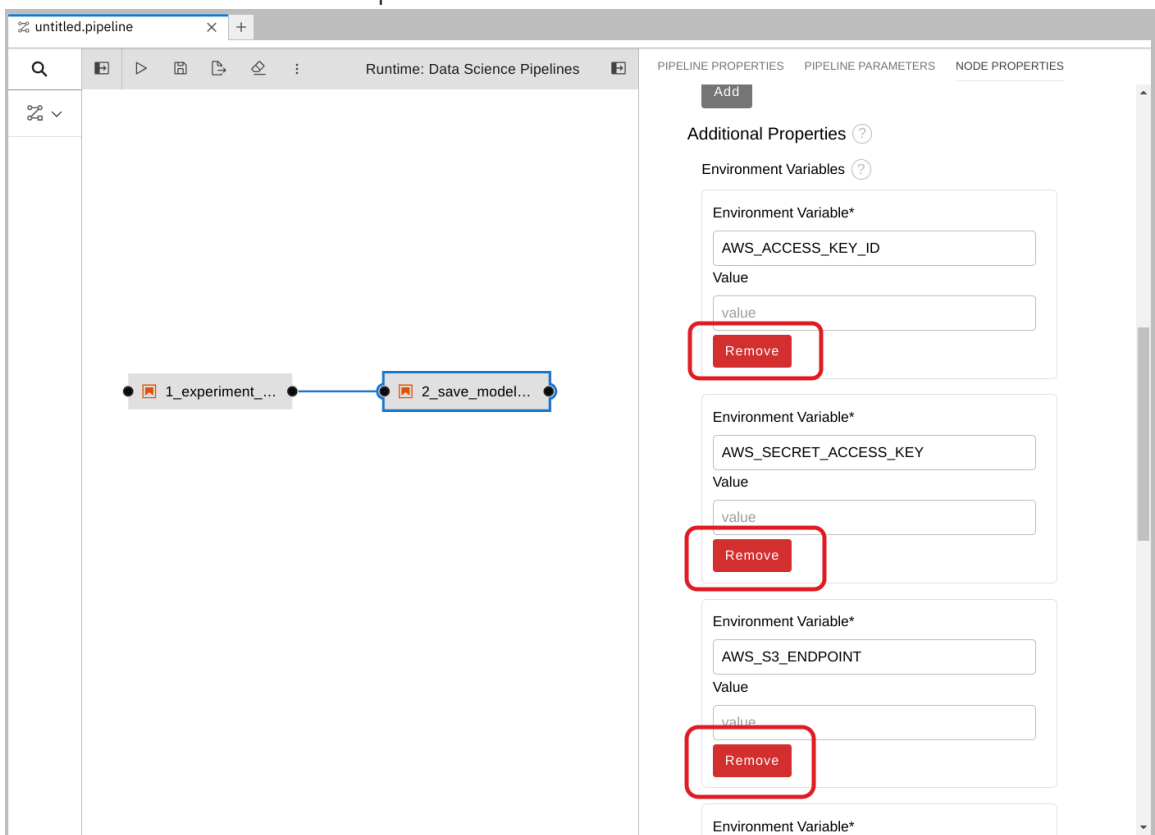 untitled.pipeline
Runtime: Data Science Pipelines
PIPELINE PROPERTIES PIPELINE PARAMETERS NODE PROPERTIES
Add
Additional Properties ?
Environment Variables ?
Environment Variable*
AWS_ACCESS_KEY_ID
Value
value
Remove
1_experiment_...
2_save_model...
Environment Variable*
AWS_SECRET_ACCESS_KEY
Value
value
Remove
Environment Variable*
AWS_S3_ENDPOINT
Value
value
Remove
Environment Variable*